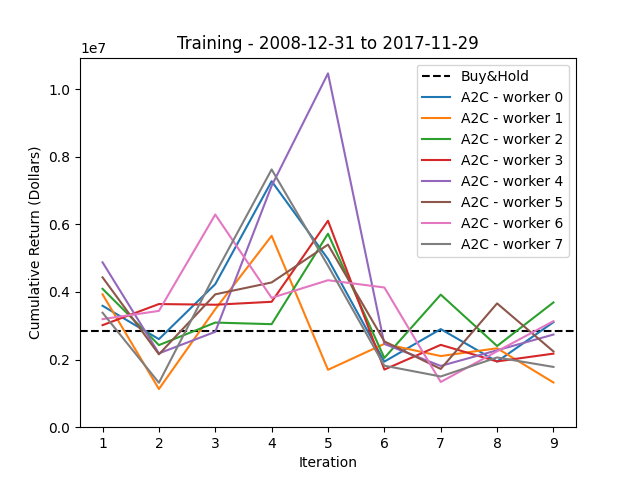 Training - 2008-12-31 to 2017-11-29
1e7
Buy&Hold
A2C - worker 0
A2C - worker 1
A2C - worker 2
A2C - worker 3
A2C - worker 4
A2C - worker 5
A2C - worker 6
A2C - worker 7
1.0
0.8
0.6
0.4
0.2
0.0
Cumulative Return (Dollars)
1 2 3 4 5 6 7 8 9
Iteration